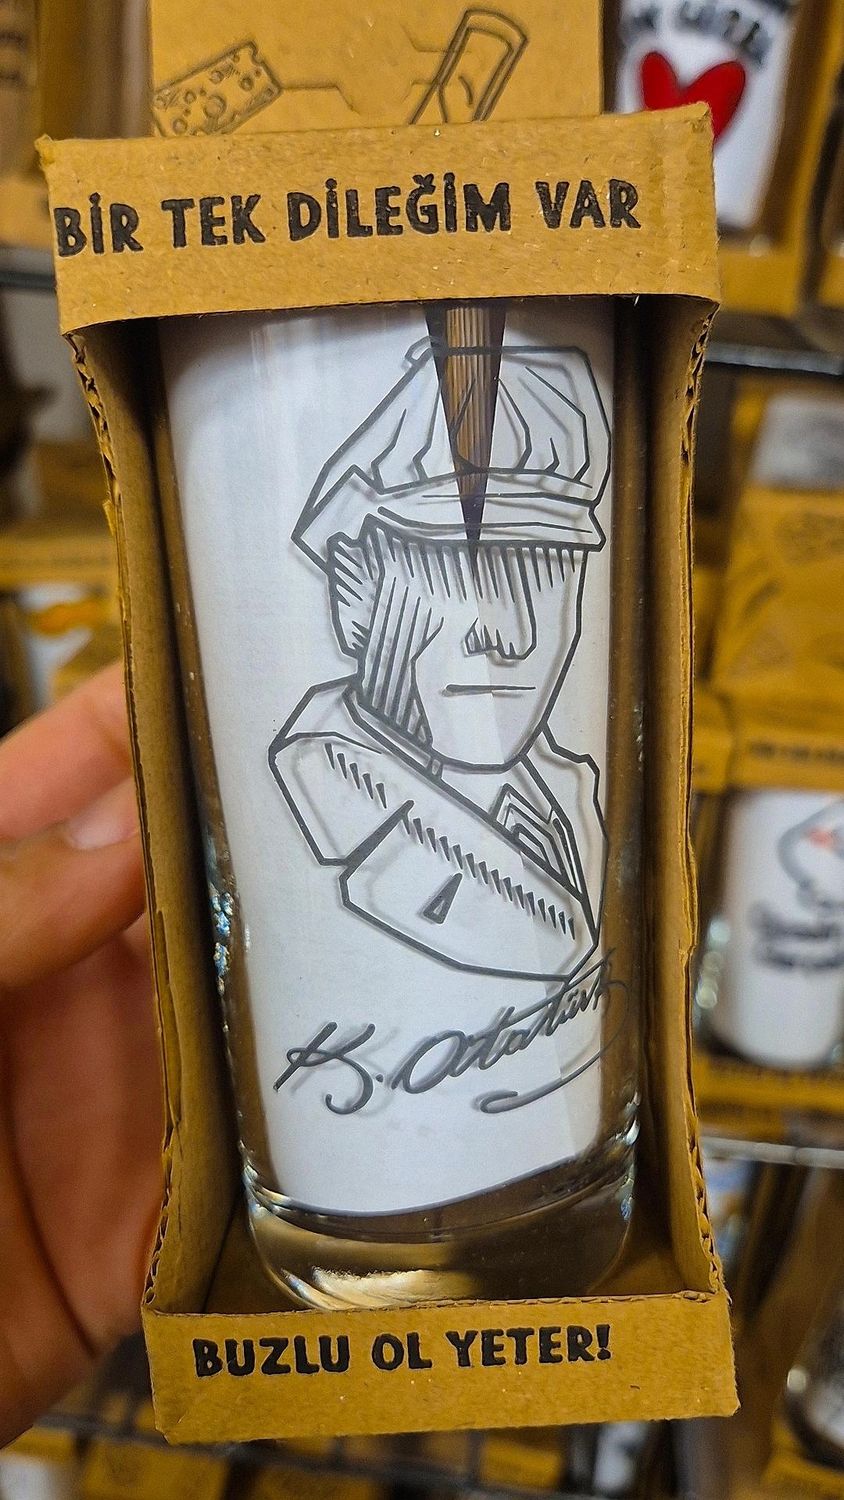 BİR TEK DİLEĞİM VAR
K. Atatürk
BUZLU OL YETER!